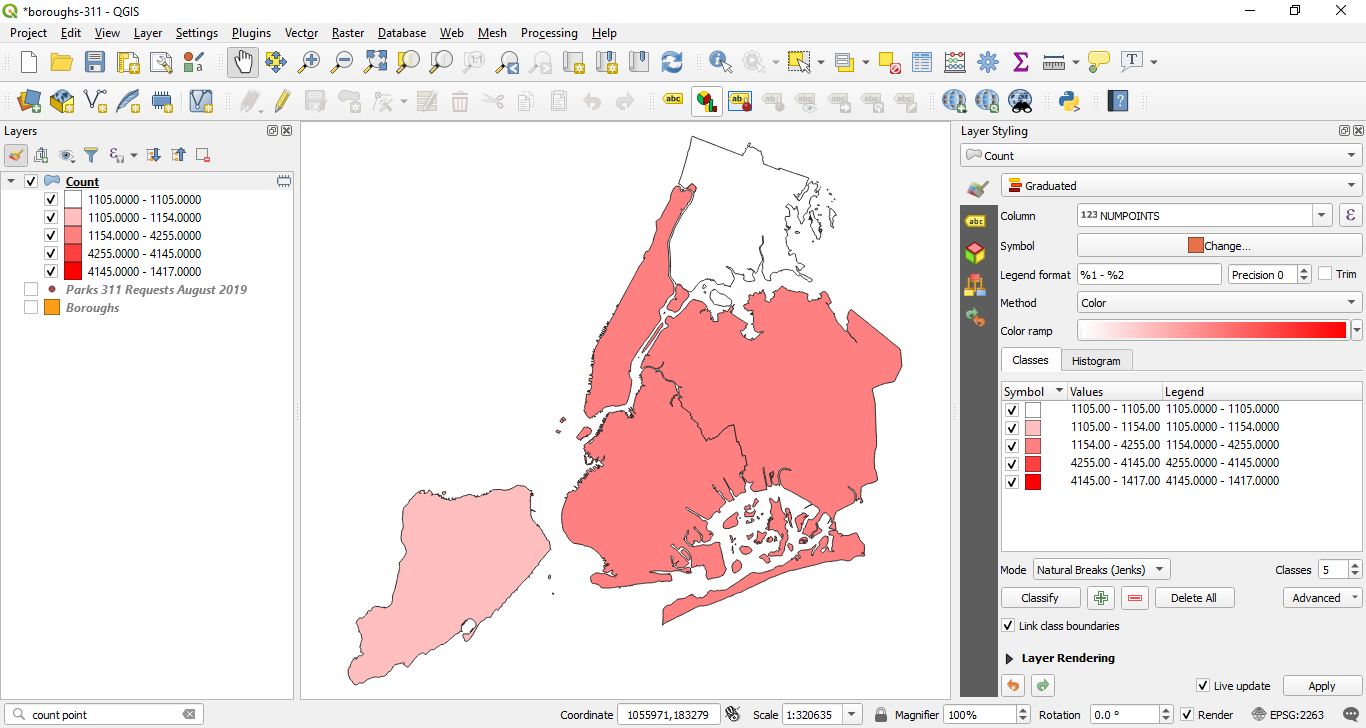 *boroughs-311 - QGIS
Project Edit View Layer Settings Plugins Vector Raster Database Web Mesh Processing Help
Layers
Count
1105.0000 - 1105.0000
1105.0000 - 1154.0000
1154.0000 - 4255.0000
4255.0000 - 4145.0000
4145.0000 - 1417.0000
Parks 311 Requests August 2019
Boroughs
Layer Styling
Count
Graduated
Column 123 NUMPOINTS ε
Symbol Change...
Legend format %1 - %2 Precision 0 Trim
Method Color
Color ramp
Classes Histogram
Symbol Values Legend
1105.00 - 1105.00 1105.0000 - 1105.0000
1105.00 - 1154.00 1105.0000 - 1154.0000
1154.00 - 4255.00 1154.0000 - 4255.0000
4255.00 - 4145.00 4255.0000 - 4145.0000
4145.00 - 1417.00 4145.0000 - 1417.0000
Mode Natural Breaks (Jenks) Classes 5
Classify Delete All Advanced
Link class boundaries
Layer Rendering
Live update Apply
count point Coordinate 1055971,183279 Scale 1:320635 Magnifier 100% Rotation 0.0 ° Render EPSG:2263